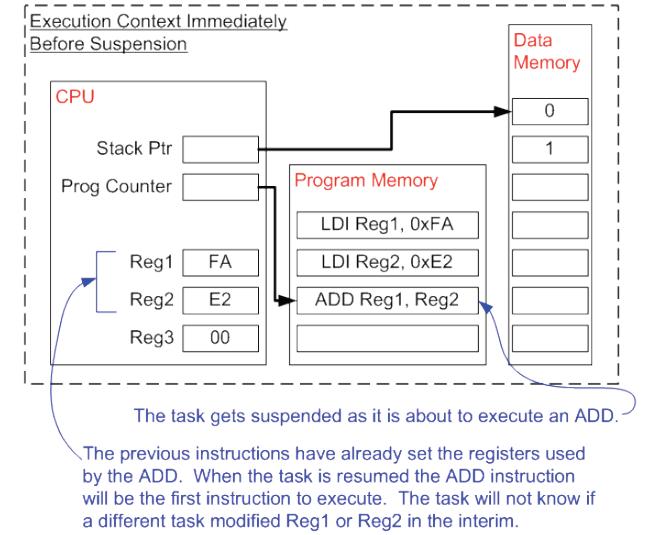 Execution Context Immediately
Before Suspension
Data
Memory
CPU
0
Stack Ptr
1
Prog Counter
Program Memory
LDI Reg1, 0xFA
Reg1 FA
LDI Reg2, 0xE2
Reg2 E2
ADD Reg1, Reg2
Reg3 00
The task gets suspended as it is about to execute an ADD.
The previous instructions have already set the registers used
by the ADD. When the task is resumed the ADD instruction
will be the first instruction to execute. The task will not know if
a different task modified Reg1 or Reg2 in the interim.